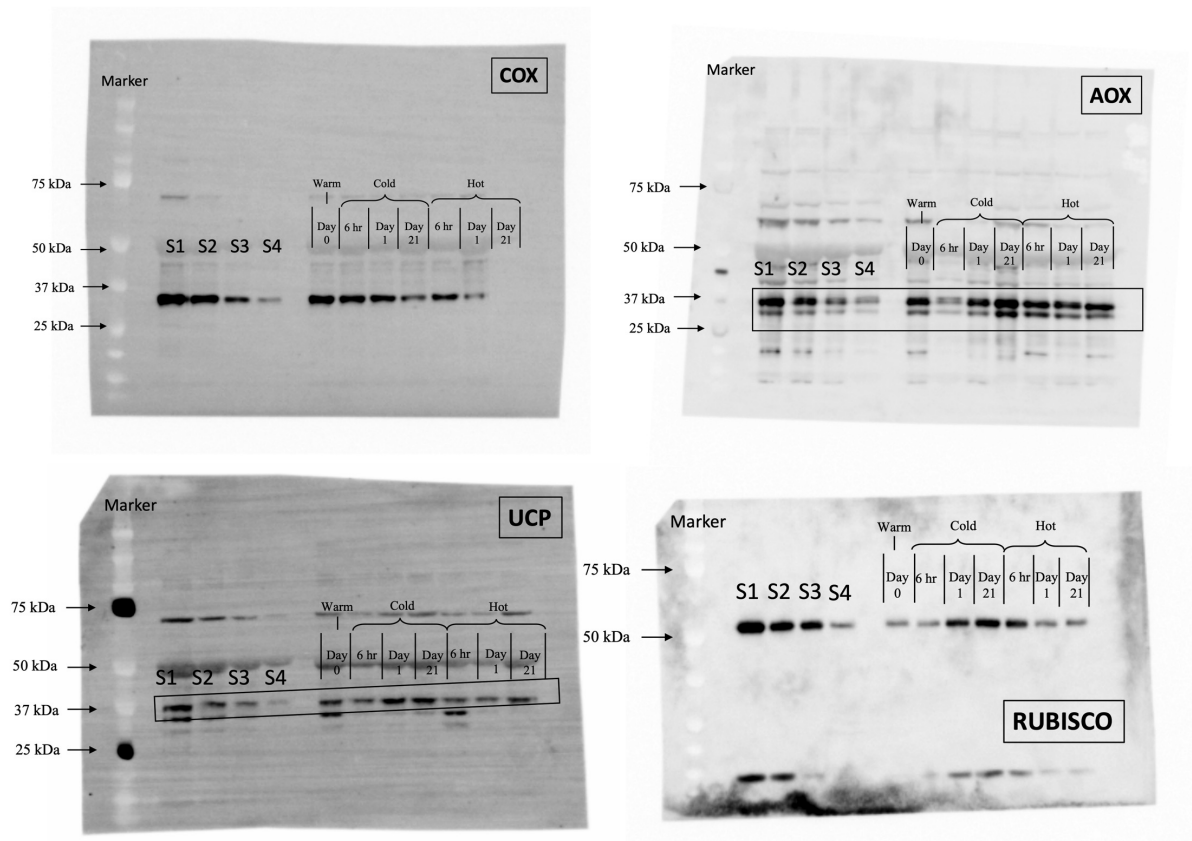 COX
Marker
75 kDa
Warm Cold Hot
Day 0 6 hr Day 1 Day 21 6 hr Day 1 Day 21
50 kDa
S1 S2 S3 S4
37 kDa
25 kDa
Marker
AOX
75 kDa
Warm Cold Hot
Day 0 6 hr Day 1 Day 21 6 hr Day 1 Day 21
50 kDa
S1 S2 S3 S4
37 kDa
25 kDa
Marker
UCP
75 kDa
Warm Cold Hot
Day 0 6 hr Day 1 Day 21 6 hr Day 1 Day 21
50 kDa
S1 S2 S3 S4
37 kDa
25 kDa
Marker
Warm Cold Hot
75 kDa
Day 0 6 hr Day 1 Day 21 6 hr Day 1 Day 21
S1 S2 S3 S4
50 kDa
RUBISCO